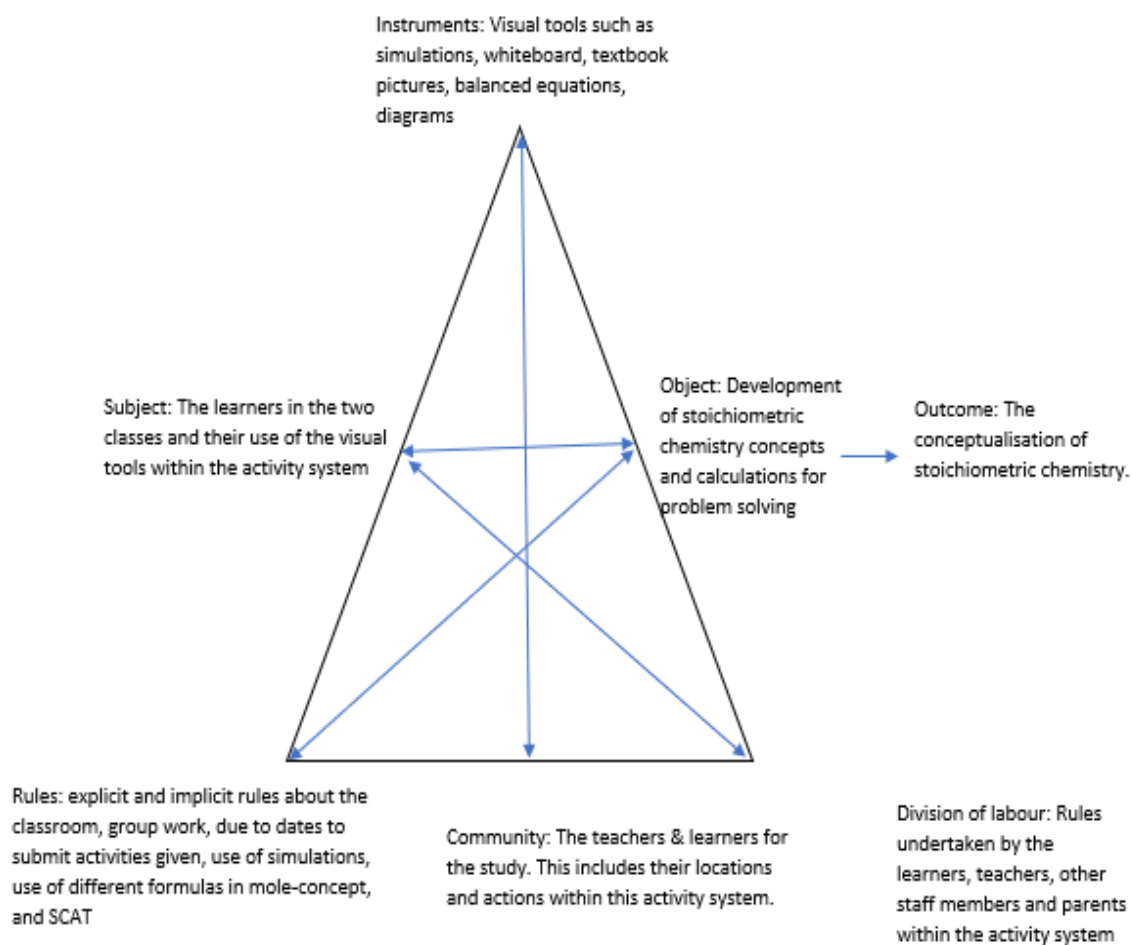 Instruments: Visual tools such as
simulations, whiteboard, textbook
pictures, balanced equations,
diagrams
Subject: The learners in the two
classes and their use of the visual
tools within the activity system
Object: Development
of stoichiometric
chemistry concepts
and calculations for
problem solving
Outcome: The
conceptualisation of
stoichiometric chemistry.
Rules: explicit and implicit rules about the
classroom, group work, due to dates to
submit activities given, use of simulations,
use of different formulas in mole-concept,
and SCAT
Community: The teachers & learners for
the study. This includes their locations
and actions within this activity system.
Division of labour: Rules
undertaken by the
learners, teachers, other
staff members and parents
within the activity system